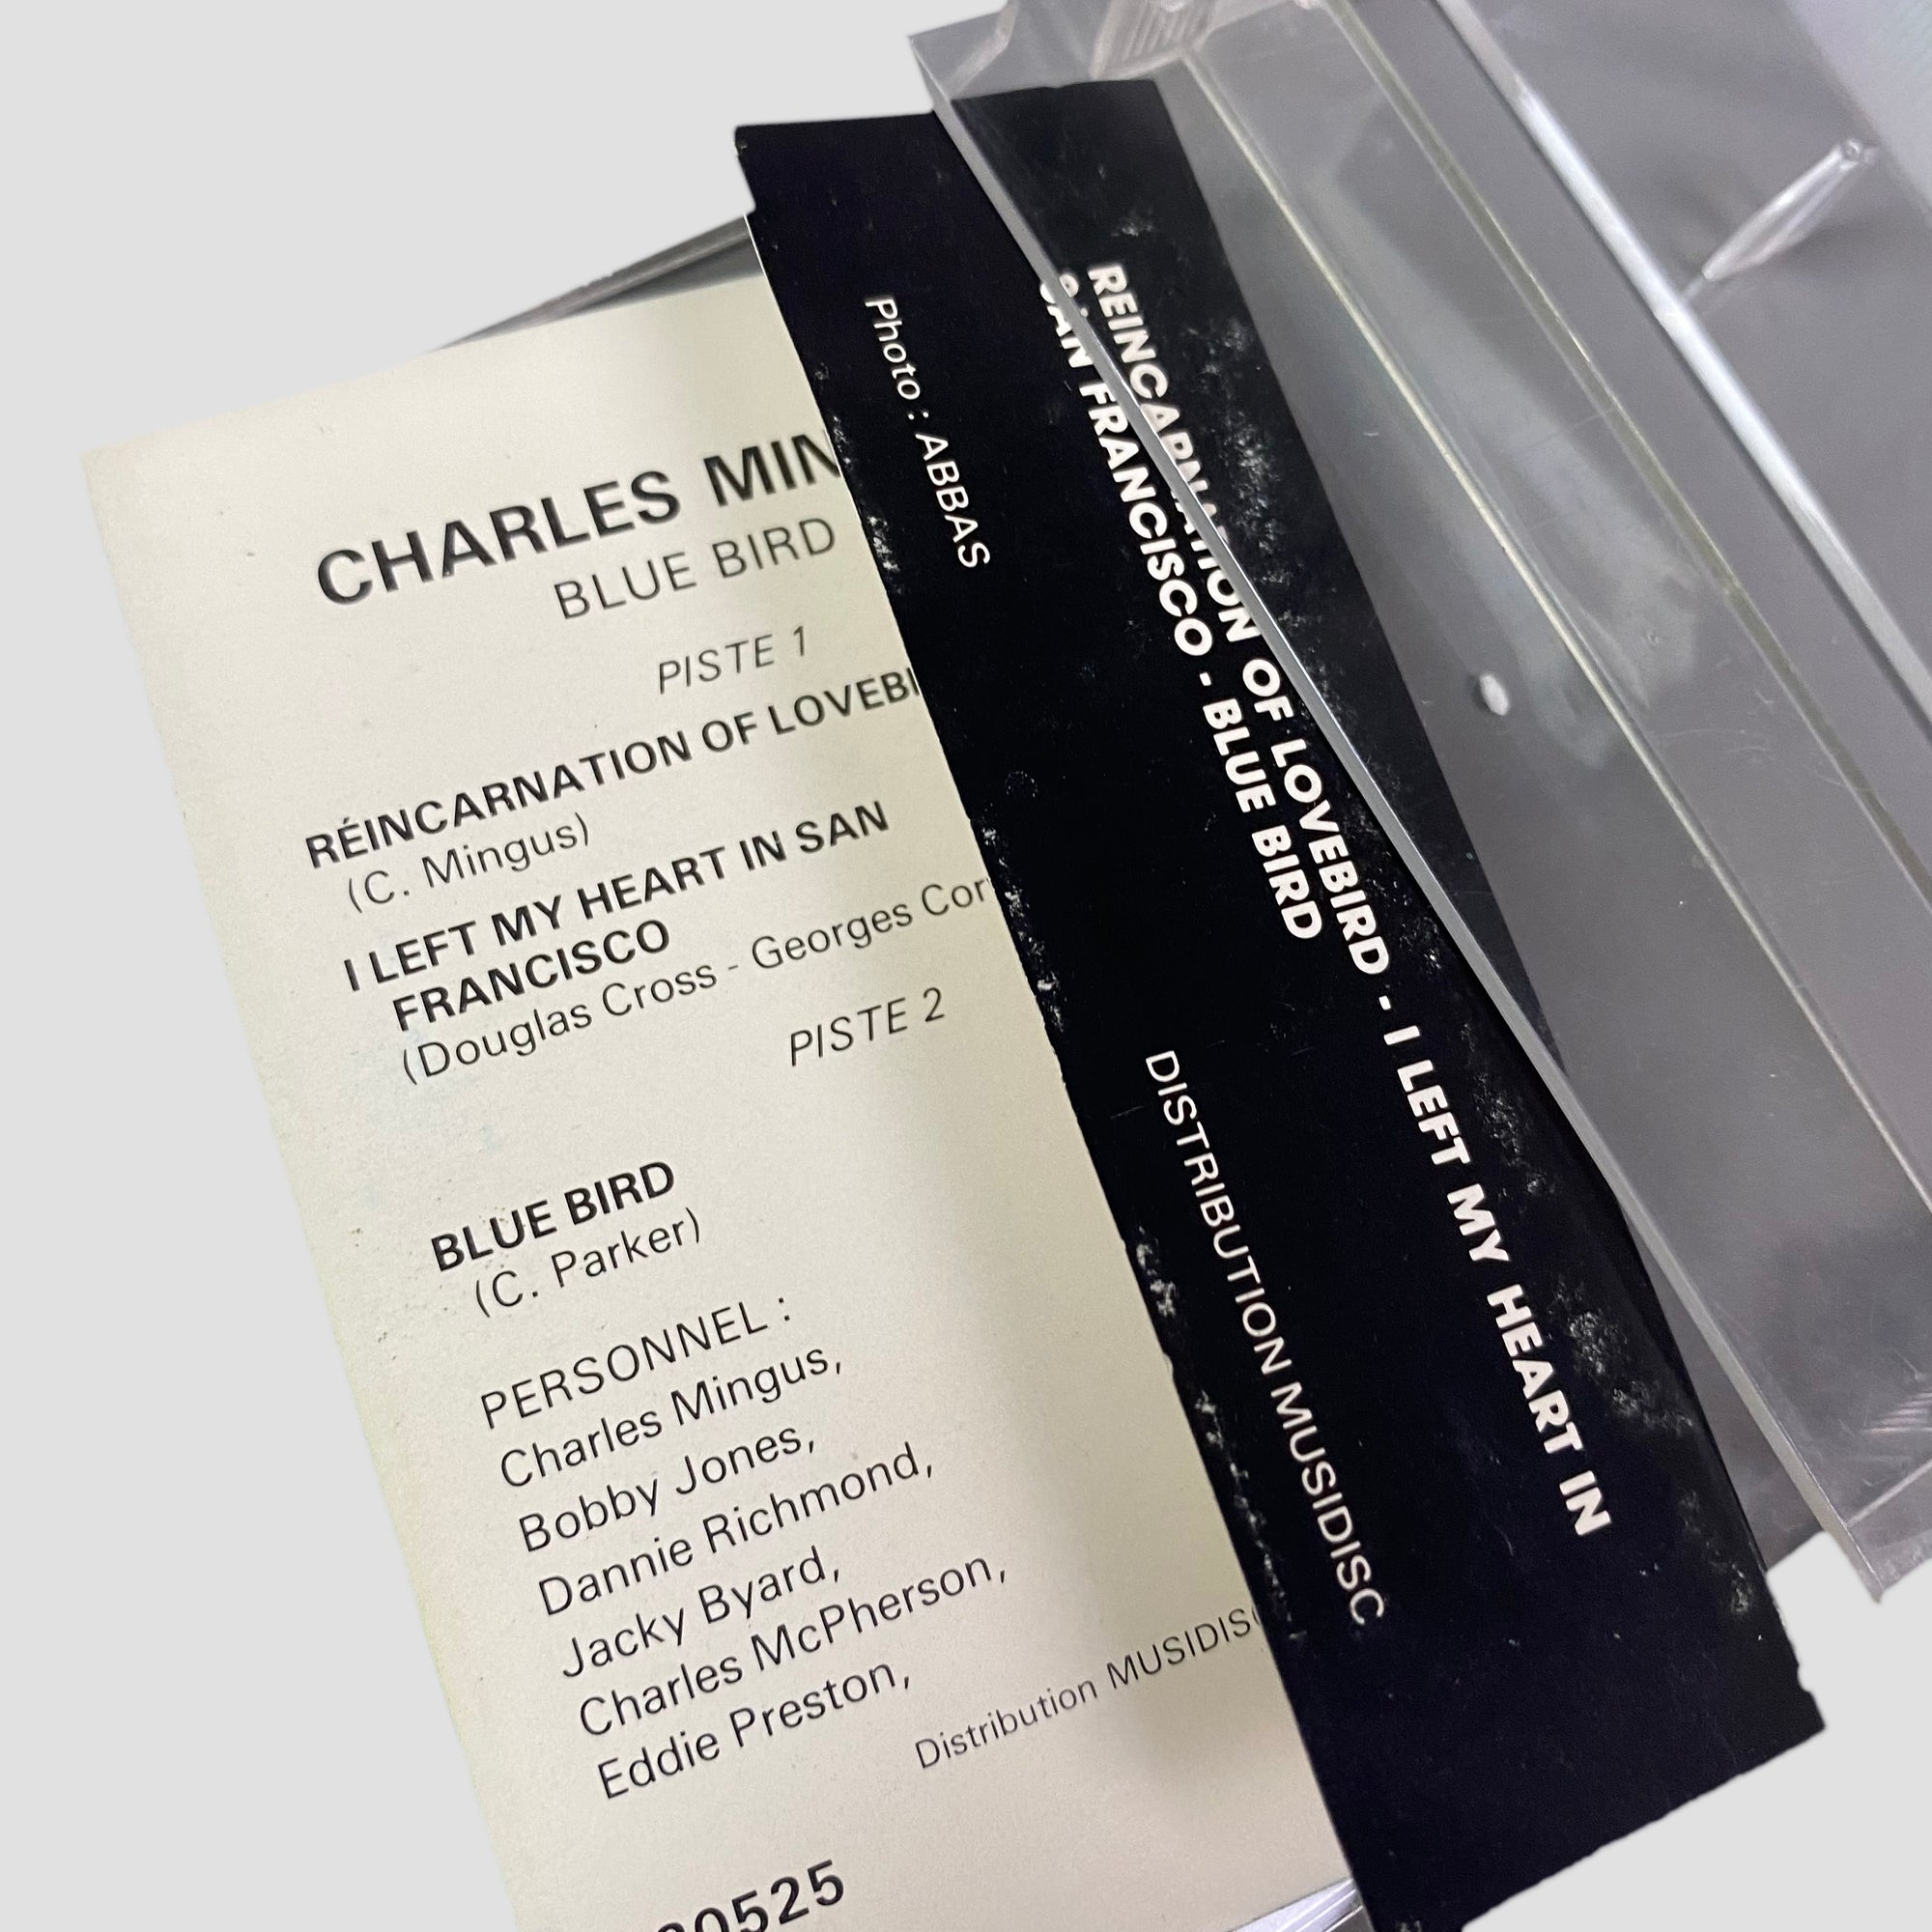 CHARLES MIN
BLUE BIRD
PISTE 1
RÉINCARNATION OF LOVEBI
(C. Mingus)
I LEFT MY HEART IN SAN
FRANCISCO
(Douglas Cross - Georges Cor
PISTE 2
BLUE BIRD
(C. Parker)
PERSONNEL :
Charles Mingus,
Bobby Jones,
Dannie Richmond,
Jacky Byard,
Charles McPherson,
Eddie Preston,
Distribution MUSIDISC
0525
Photo : ABBAS
DISTRIBUTION MUSIDISC
REINCARNATION OF LOVEBIRD - I LEFT MY HEART IN
SAN FRANCISCO - BLUE BIRD